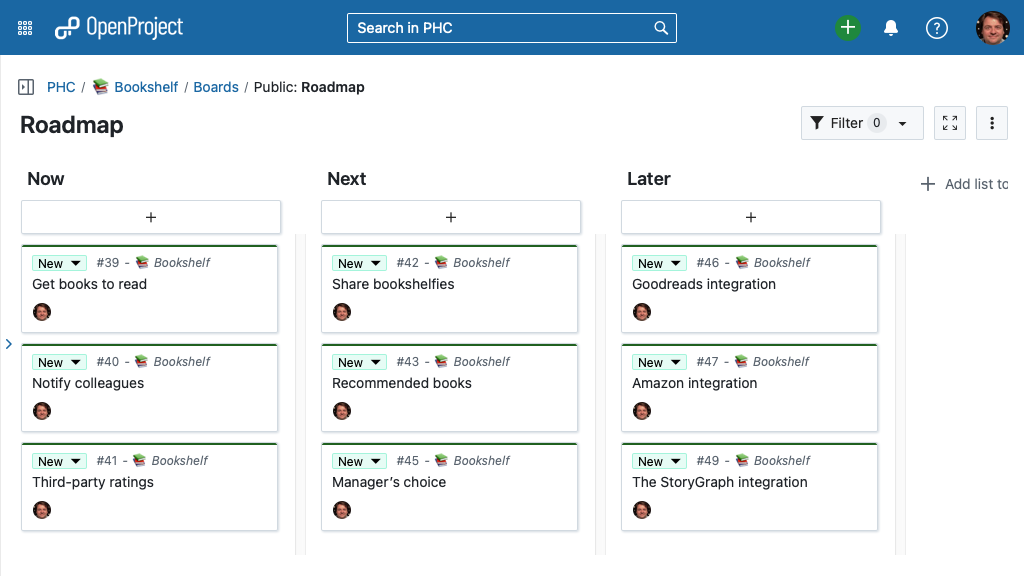 OpenProject
Search in PHC
PHC / Bookshelf / Boards / Public: Roadmap
Roadmap
Filter 0
Now
Next
Later
+ Add list to
+
+
+
New #39 - Bookshelf
Get books to read
New #42 - Bookshelf
Share bookshelfies
New #46 - Bookshelf
Goodreads integration
New #40 - Bookshelf
Notify colleagues
New #43 - Bookshelf
Recommended books
New #47 - Bookshelf
Amazon integration
New #41 - Bookshelf
Third-party ratings
New #45 - Bookshelf
Manager’s choice
New #49 - Bookshelf
The StoryGraph integration